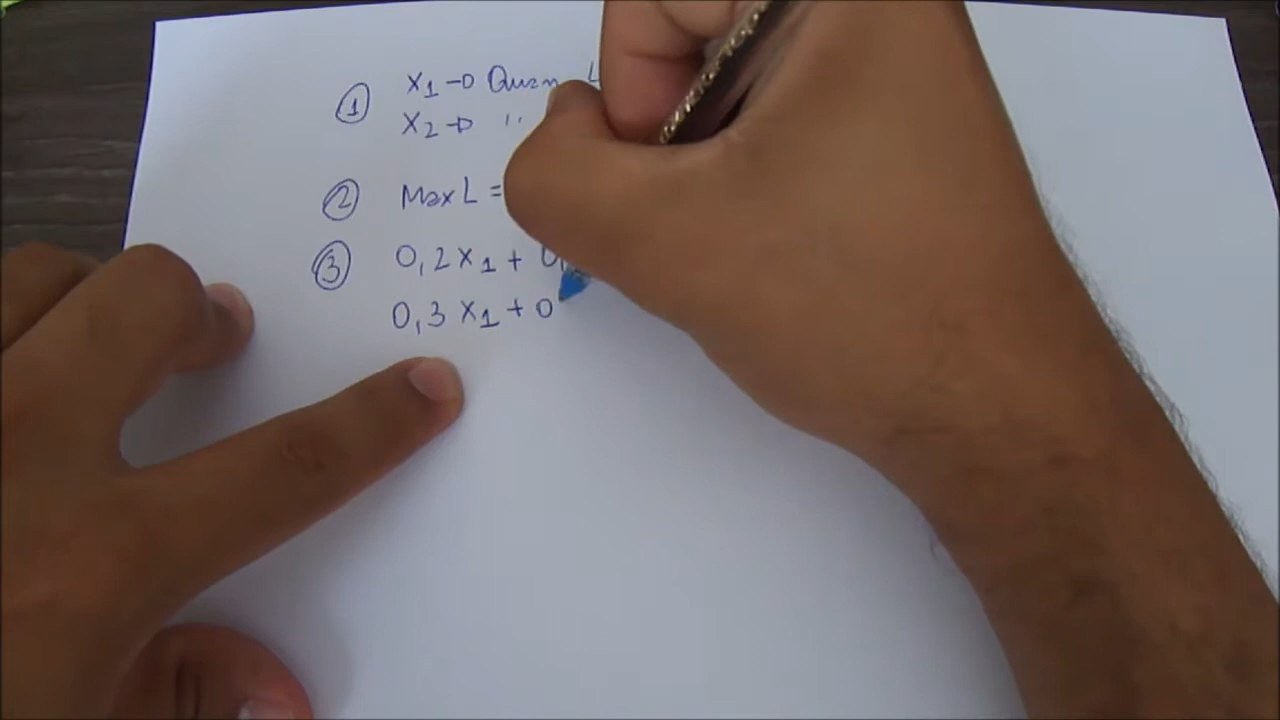 ① X1 → Quan
X2 → ''
② Max L =
③ 0,2 X1 + 0,
0,3 X1 + 0